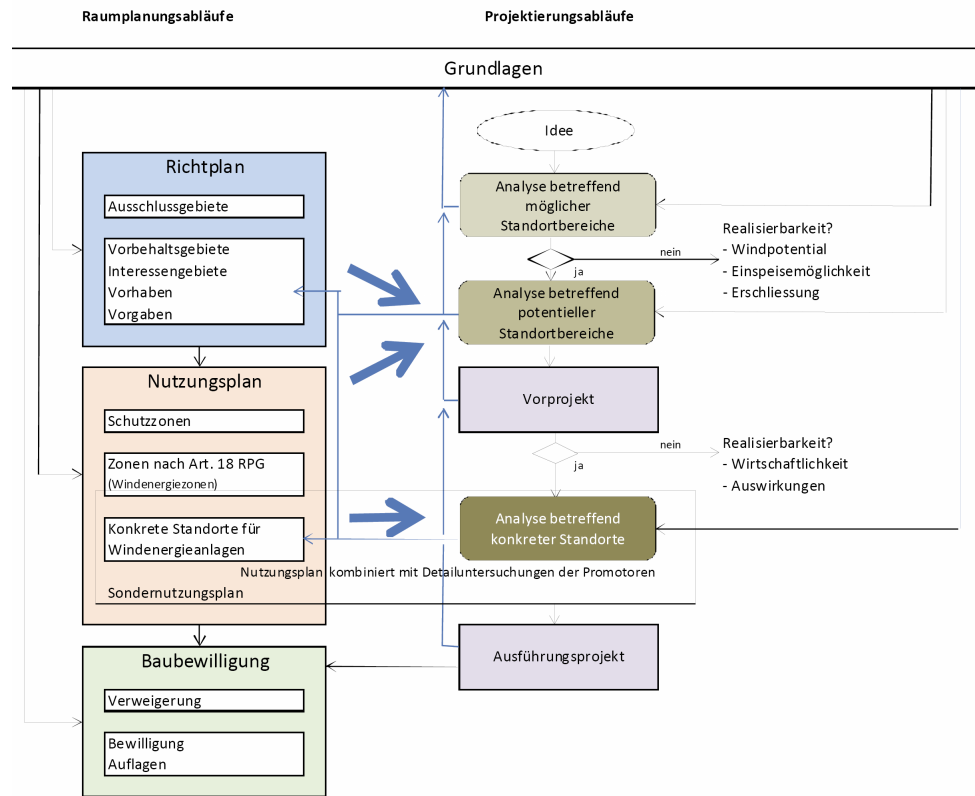 Raumplanungsabläufe
Projektierungsabläufe
Grundlagen
Richtplan
Ausschlussgebiete
Vorbehaltsgebiete
Interessengebiete
Vorhaben
Vorgaben
Nutzungsplan
Schutzzonen
Zonen nach Art. 18 RPG
(Windenergiezonen)
Konkrete Standorte für
Windenergieanlagen
Sondernutzungsplan
Baubewilligung
Verweigerung
Bewilligung
Auflagen
Idee
Analyse betreffend
möglicher
Standortbereiche
nein
ja
Realisierbarkeit?
- Windpotential
- Einspeisemöglichkeit
- Erschliessung
Analyse betreffend
potentieller
Standortbereiche
Vorprojekt
nein
ja
Realisierbarkeit?
- Wirtschaftlichkeit
- Auswirkungen
Analyse betreffend
konkreter Standorte
Nutzungsplan kombiniert mit Detailuntersuchungen der Promotoren
Ausführungsprojekt